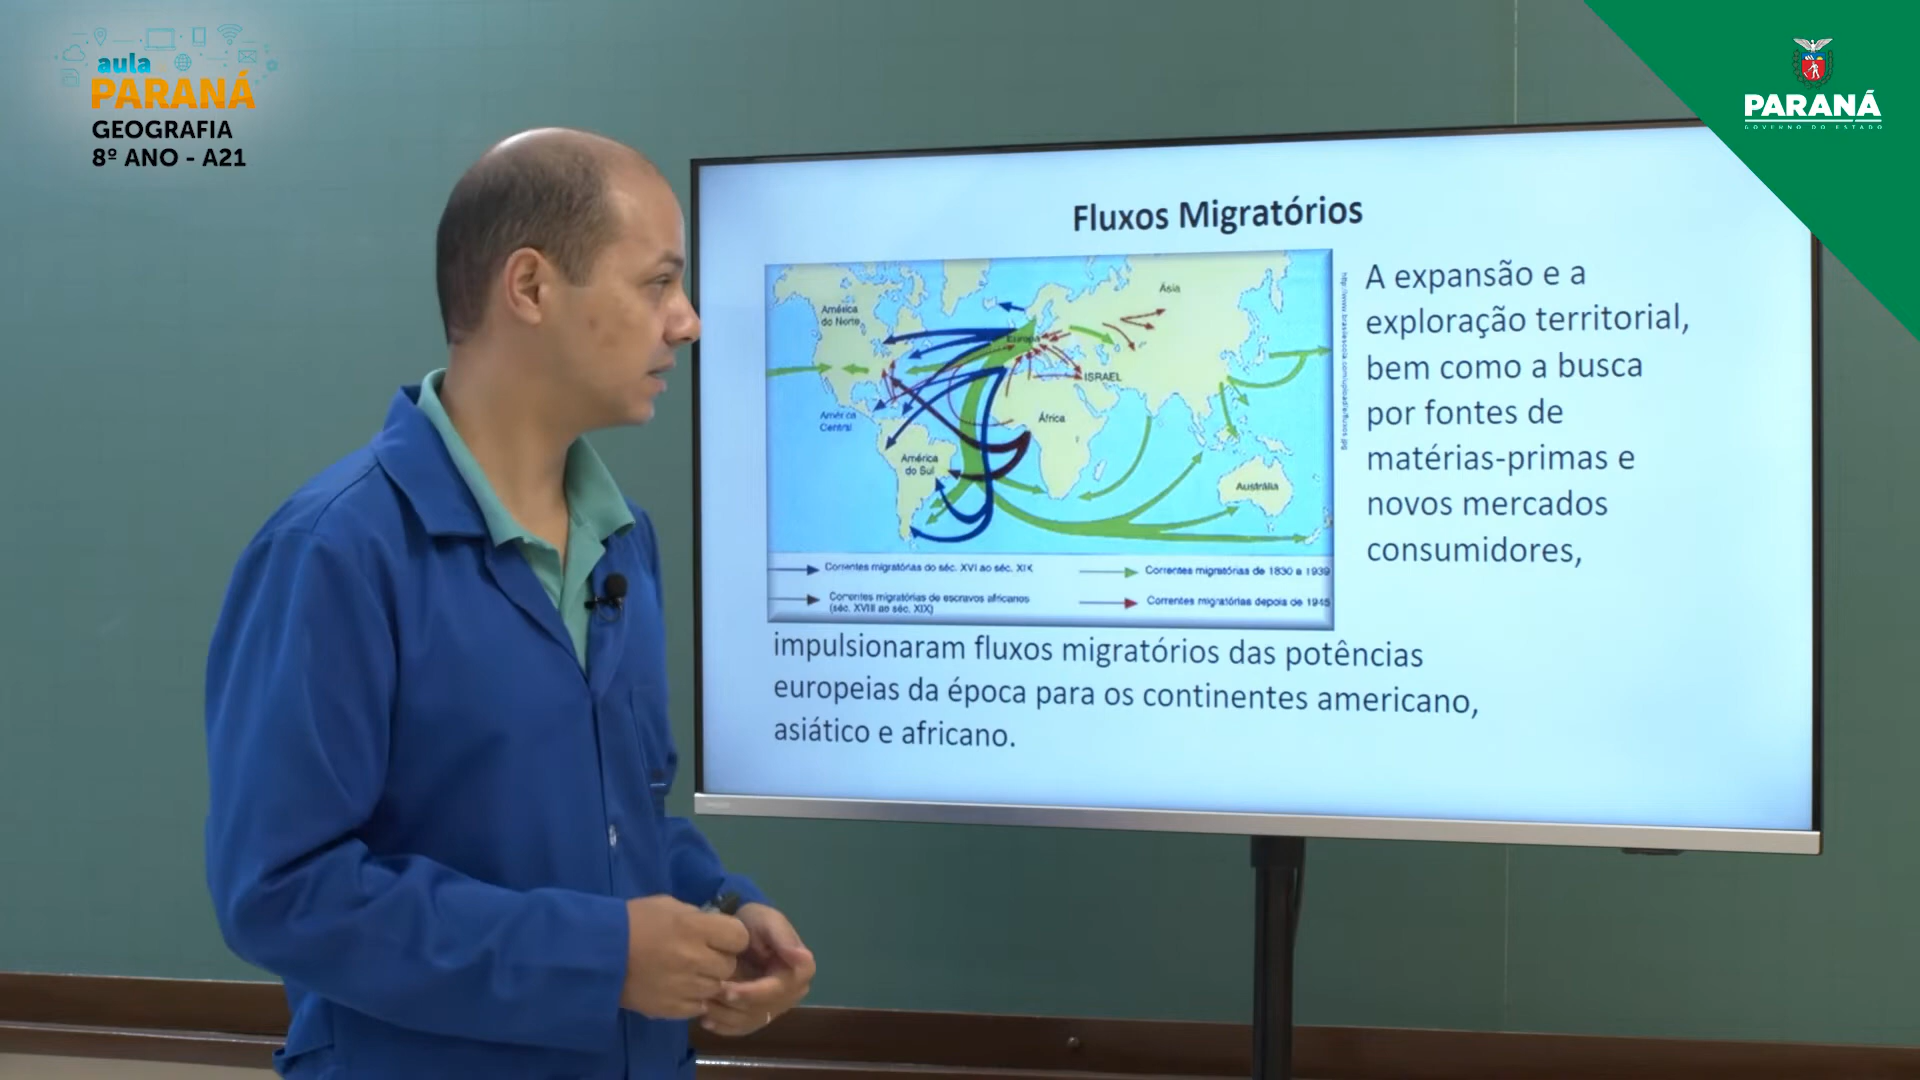 aula
PARANÁ
GEOGRAFIA
8º ANO - A21
PARANÁ
GOVERNO DO ESTADO
Fluxos Migratórios
América
do Norte
Ásia
Europa
ISRAEL
América
Central
África
América
do Sul
Austrália
Correntes migratórias do séc. XVI ao séc. XIX
Correntes migratórias de 1830 a 1939
Correntes migratórias de escravos africanos
(séc. XVIII ao séc. XIX)
Correntes migratórias depois de 1945
A expansão e a
exploração territorial,
bem como a busca
por fontes de
matérias-primas e
novos mercados
consumidores,
impulsionaram fluxos migratórios das potências
europeias da época para os continentes americano,
asiático e africano.